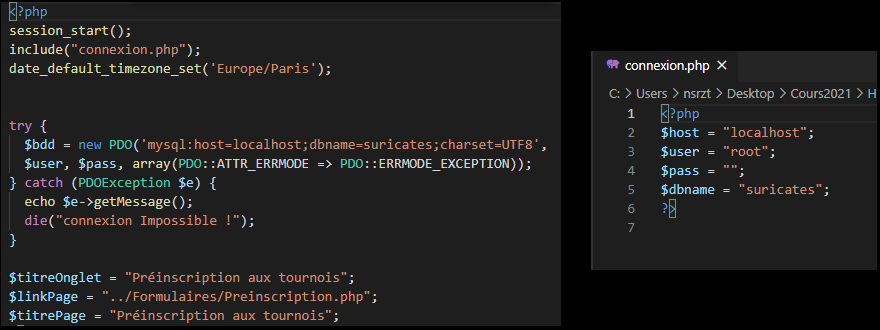 <?php
session_start();
include("connexion.php");
date_default_timezone_set('Europe/Paris');
try {
$bdd = new PDO('mysql:host=localhost;dbname=suricates;charset=UTF8',
$user, $pass, array(PDO::ATTR_ERRMODE => PDO::ERRMODE_EXCEPTION));
} catch (PDOException $e) {
echo $e->getMessage();
die("connexion Impossible !");
}
$titreOnglet = "Préinscription aux tournois";
$linkPage = "../Formulaires/Preinscription.php";
$titrePage = "Préinscription aux tournois";
connexion.php ×
C: > Users > nsrzt > Desktop > Cours2021 > H
1 <?php
2 $host = "localhost";
3 $user = "root";
4 $pass = "";
5 $dbname = "suricates";
6 ?>
7